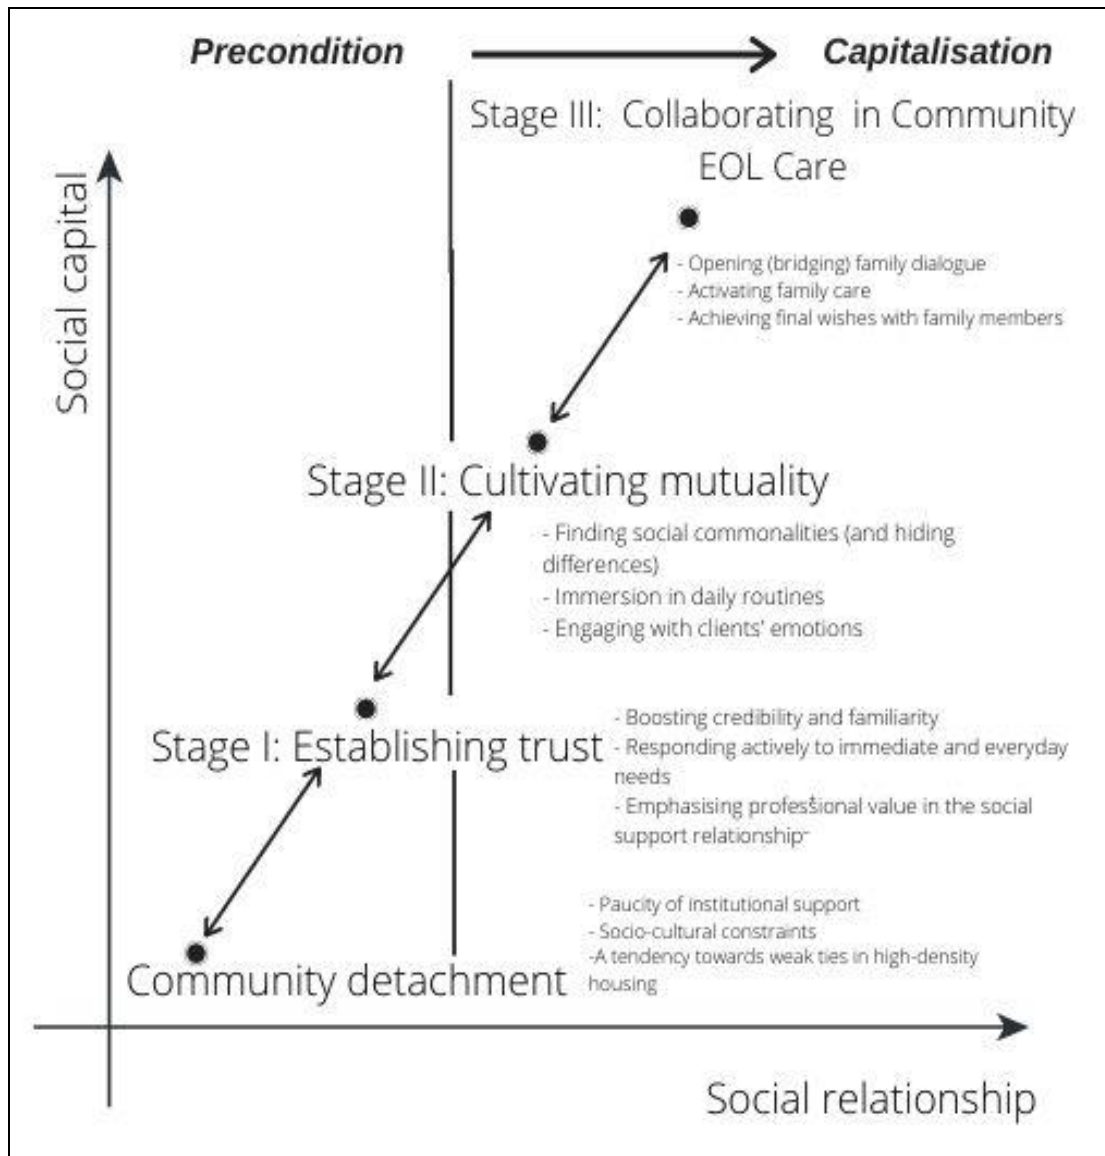 Precondition
Capitalisation
Stage III: Collaborating in Community
EOL Care
Social capital
- Opening (bridging) family dialogue
- Activating family care
- Achieving final wishes with family members
Stage II: Cultivating mutuality
- Finding social commonalities (and hiding
differences)
- Immersion in daily routines
- Engaging with clients' emotions
Stage I: Establishing trust
- Boosting credibility and familiarity
- Responding actively to immediate and everyday
needs
- Emphasising professional value in the social
support relationship
Community detachment
- Paucity of institutional support
- Socio-cultural constraints
-A tendency towards weak ties in high-density
housing
Social relationship